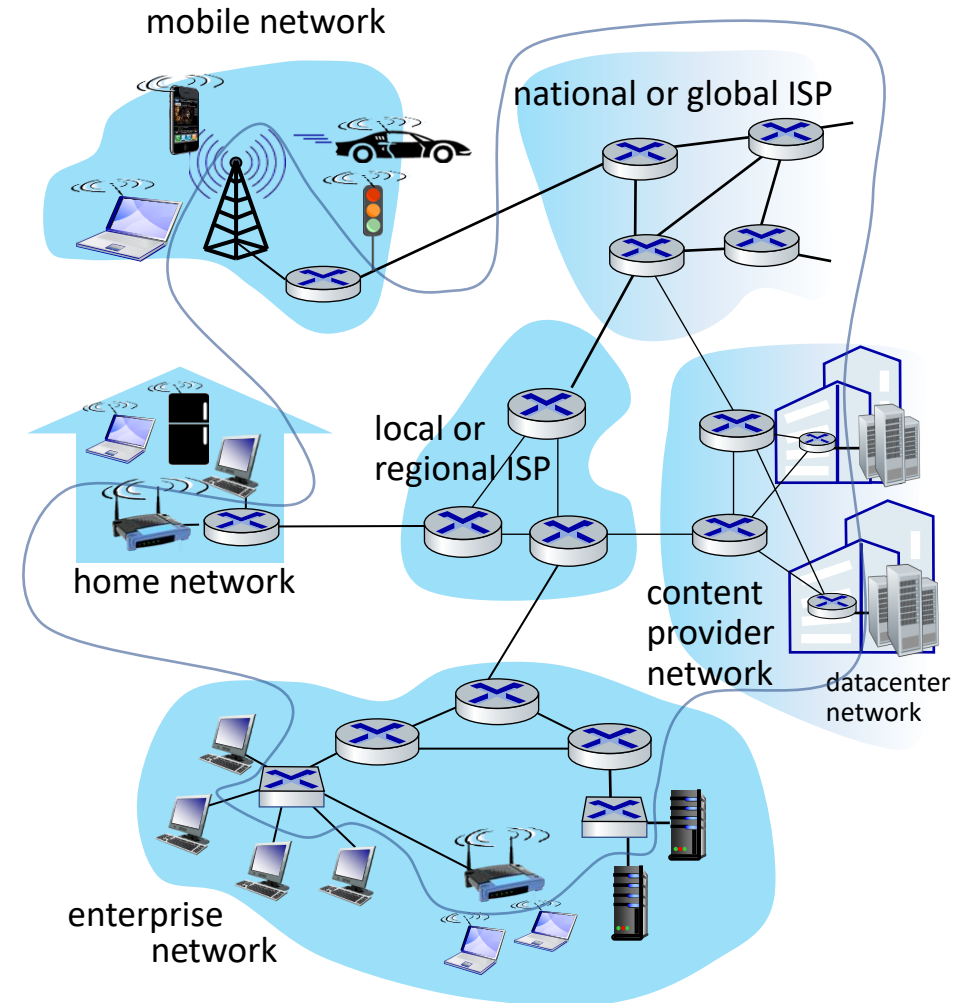 mobile network
national or global ISP
local or
regional ISP
home network
content
provider
network
datacenter
network
enterprise
network